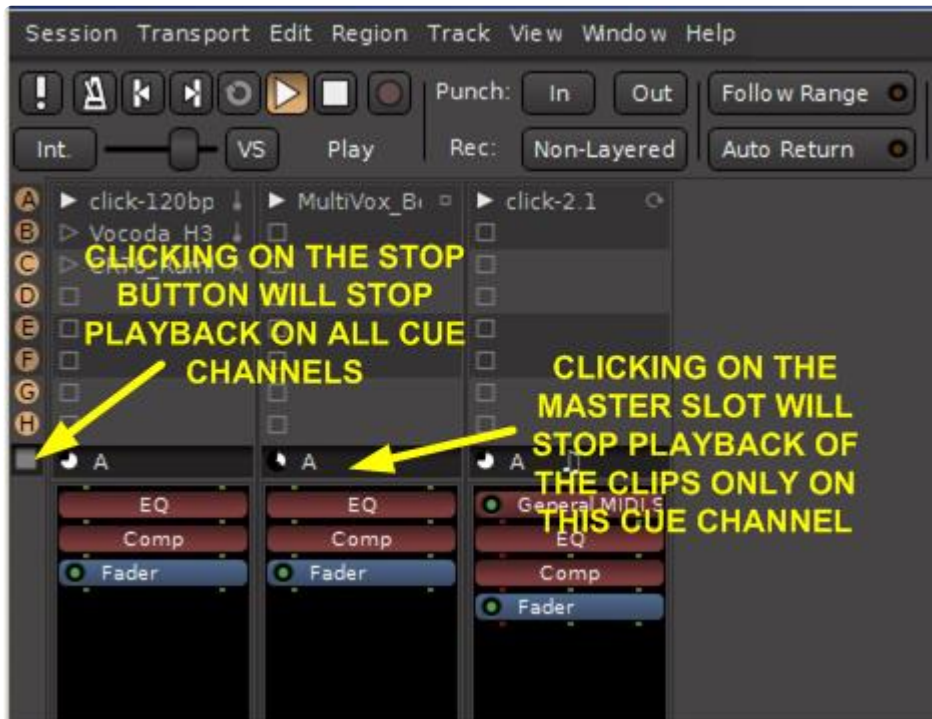 Session Transport Edit Region Track View Window Help
Punch: In Out Follow Range
Int. VS Play Rec: Non-Layered Auto Return
A click-120bp MultiVox_B click-2.1
B Vocoda_H3
C
D
E
F
G
H
CLICKING ON THE STOP
BUTTON WILL STOP
PLAYBACK ON ALL CUE
CHANNELS
CLICKING ON THE
MASTER SLOT WILL
STOP PLAYBACK OF
THE CLIPS ONLY ON
THIS CUE CHANNEL
A A A
EQ EQ General MIDI S
Comp Comp EQ
Fader Fader Comp
Fader